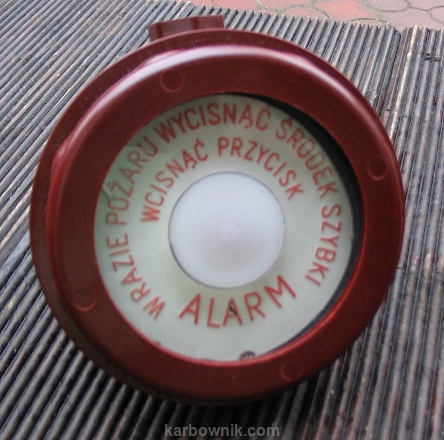 W RAZIE POŻARU WYCISNĄĆ ŚRODEK SZYBKI
WCISNĄĆ PRZYCISK
ALARM
karbownik.com